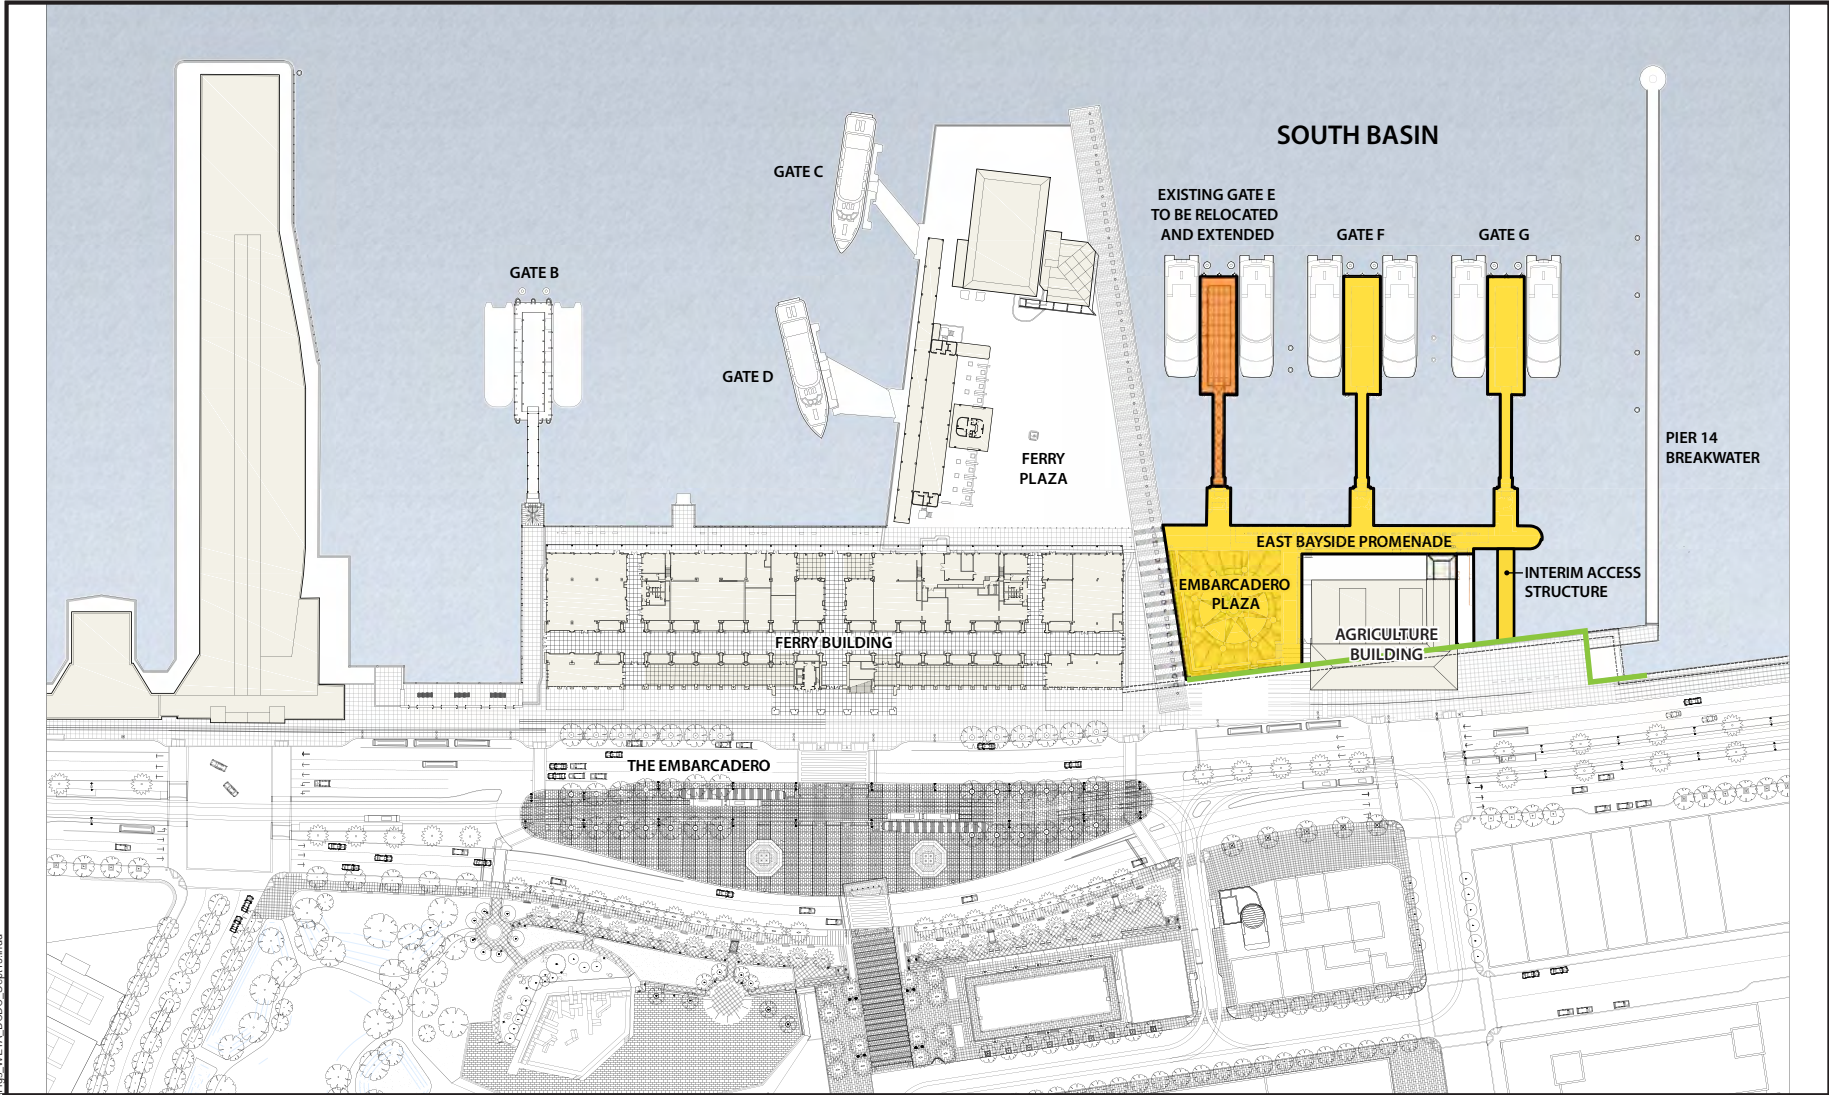 SOUTH BASIN
GATE C
EXISTING GATE E
TO BE RELOCATED
AND EXTENDED
GATE F
GATE G
GATE B
GATE D
FERRY
PLAZA
PIER 14
BREAKWATER
EAST BAYSIDE PROMENADE
EMBARCADERO
PLAZA
INTERIM ACCESS
STRUCTURE
AGRICULTURE
BUILDING
FERRY BUILDING
THE EMBARCADERO